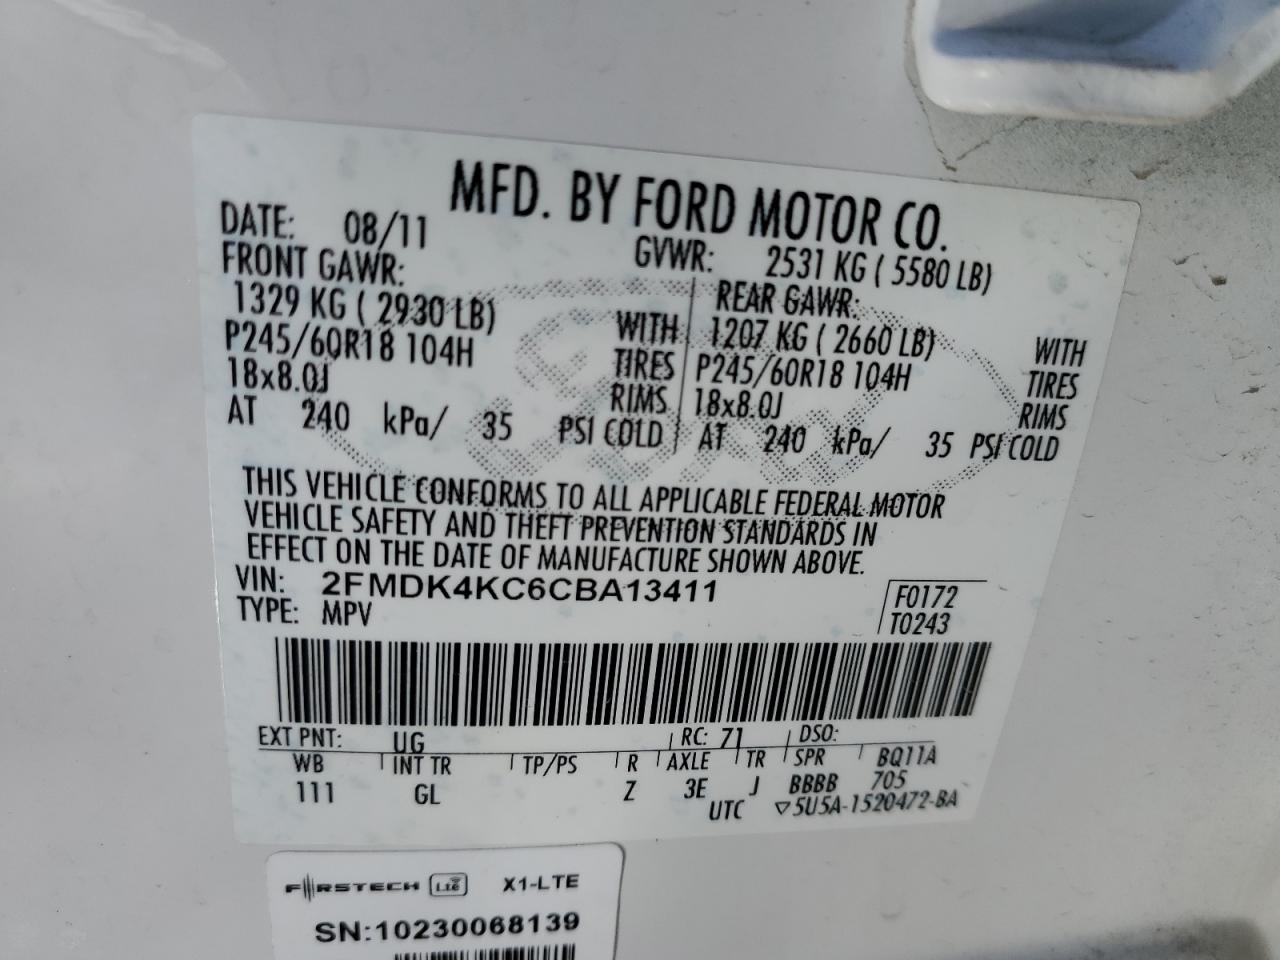 MFD. BY FORD MOTOR CO.
DATE: 08/11 GVWR: 2531 KG ( 5580 LB)
FRONT GAWR: REAR GAWR:
1329 KG ( 2930 LB) WITH 1207 KG ( 2660 LB) WITH
P245/60R18 104H TIRES P245/60R18 104H TIRES
18x8.0J RIMS 18x8.0J RIMS
AT 240 kPa/ 35 PSI COLD AT 240 kPa/ 35 PSI COLD
THIS VEHICLE CONFORMS TO ALL APPLICABLE FEDERAL MOTOR
VEHICLE SAFETY AND THEFT PREVENTION STANDARDS IN
EFFECT ON THE DATE OF MANUFACTURE SHOWN ABOVE.
VIN: 2FMDK4KC6CBA13411 F0172
TYPE: MPV T0243
EXT PNT: UG RC: 71 DSO:
WB INT TR TP/PS R AXLE TR SPR BQ11A
111 GL Z 3E J BBBB 705
UTC ▽5U5A-1520472-BA
FIRSTECH LTE X1-LTE
SN:10230068139